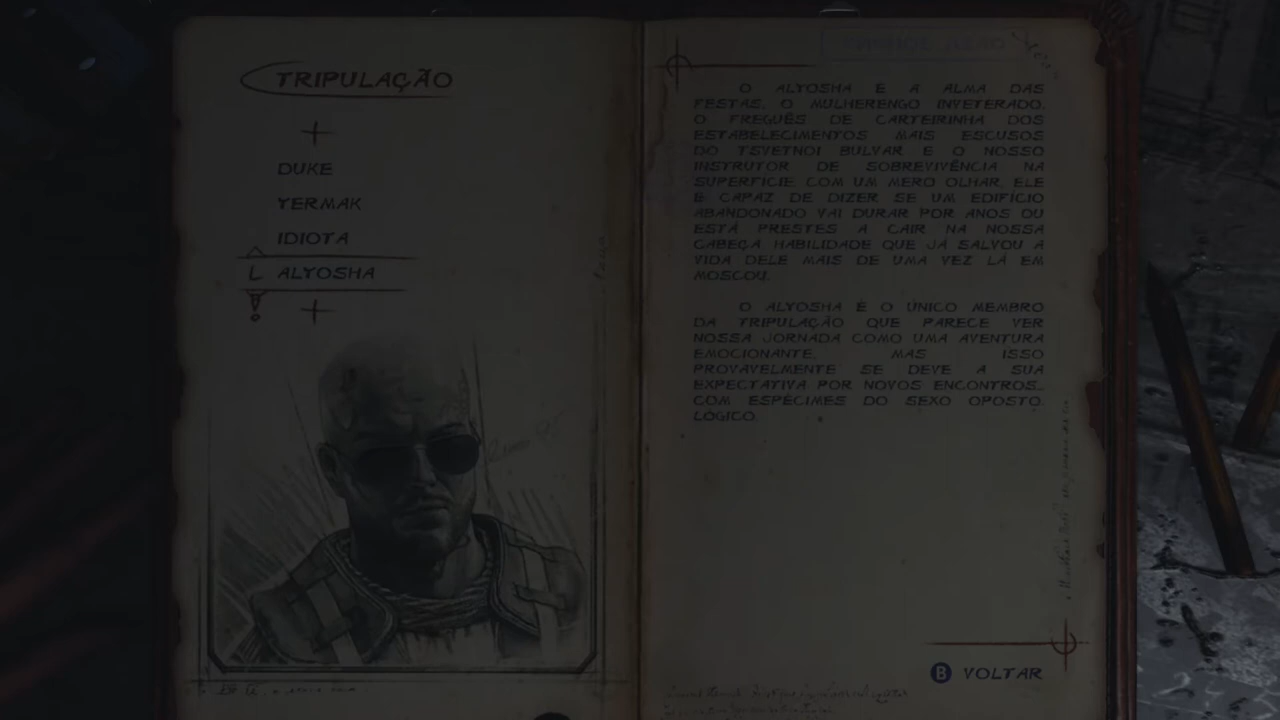 TRIPULAÇÃO
DUKE
YERMAK
IDIOTA
L ALYOSHA
O ALYOSHA É A ALMA DAS
FESTAS. O MULHERENGO INVETERADO.
O FREGUÊS DE CARTEIRINHA DOS
ESTABELECIMENTOS MAIS ESCUSOS
DO TSVETNOI BULVAR E O NOSSO
INSTRUTOR DE SOBREVIVÊNCIA NA
SUPERFÍCIE. COM UM MERO OLHAR, ELE
É CAPAZ DE DIZER SE UM EDIFÍCIO
ABANDONADO VAI DURAR POR ANOS OU
ESTÁ PRESTES A CAIR NA NOSSA
CABEÇA. HABILIDADE QUE JÁ SALVOU A
VIDA DELE MAIS DE UMA VEZ LÁ EM
MOSCOU.
O ALYOSHA É O ÚNICO MEMBRO
DA TRIPULAÇÃO QUE PARECE VER
NOSSA JORNADA COMO UMA AVENTURA
EMOCIONANTE. MAS ISSO
PROVAVELMENTE SE DEVE A SUA
EXPECTATIVA POR NOVOS ENCONTROS...
COM ESPÉCIMES DO SEXO OPOSTO.
LÓGICO.
B VOLTAR